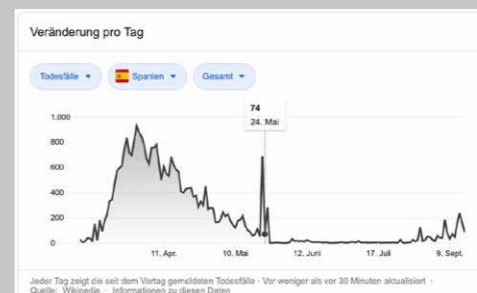 Veränderung pro Tag
Todesfälle Spanien Gesamt
74
24. Mai
1.000
800
600
400
200
0
11. Apr. 10. Mai 12. Juni 17. Juli 9. Sept.
Jeder Tag zeigt die seit dem Vortag gemeldeten Todesfälle · Vor weniger als vor 30 Minuten aktualisiert ·
Quelle: Wikipedia · Informationen zu diesen Daten